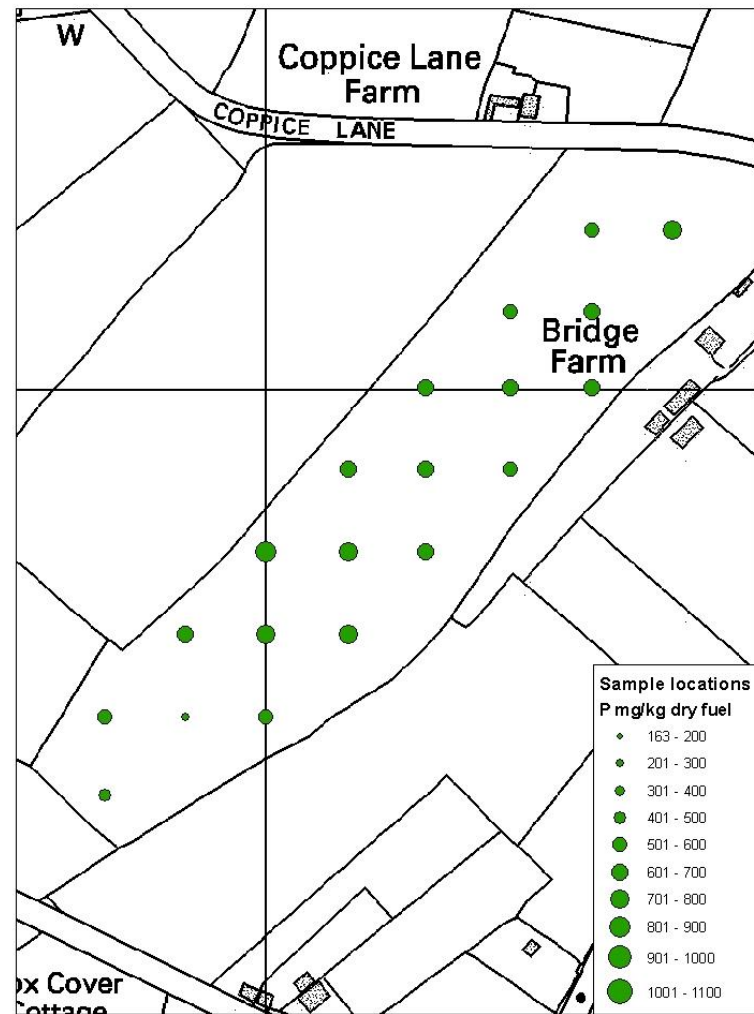 W
Coppice Lane
Farm
COPPICE LANE
Bridge
Farm
Sample locations
P mg/kg dry fuel
163 - 200
201 - 300
301 - 400
401 - 500
501 - 600
601 - 700
701 - 800
801 - 900
901 - 1000
1001 - 1100
ox Cover
Cottage